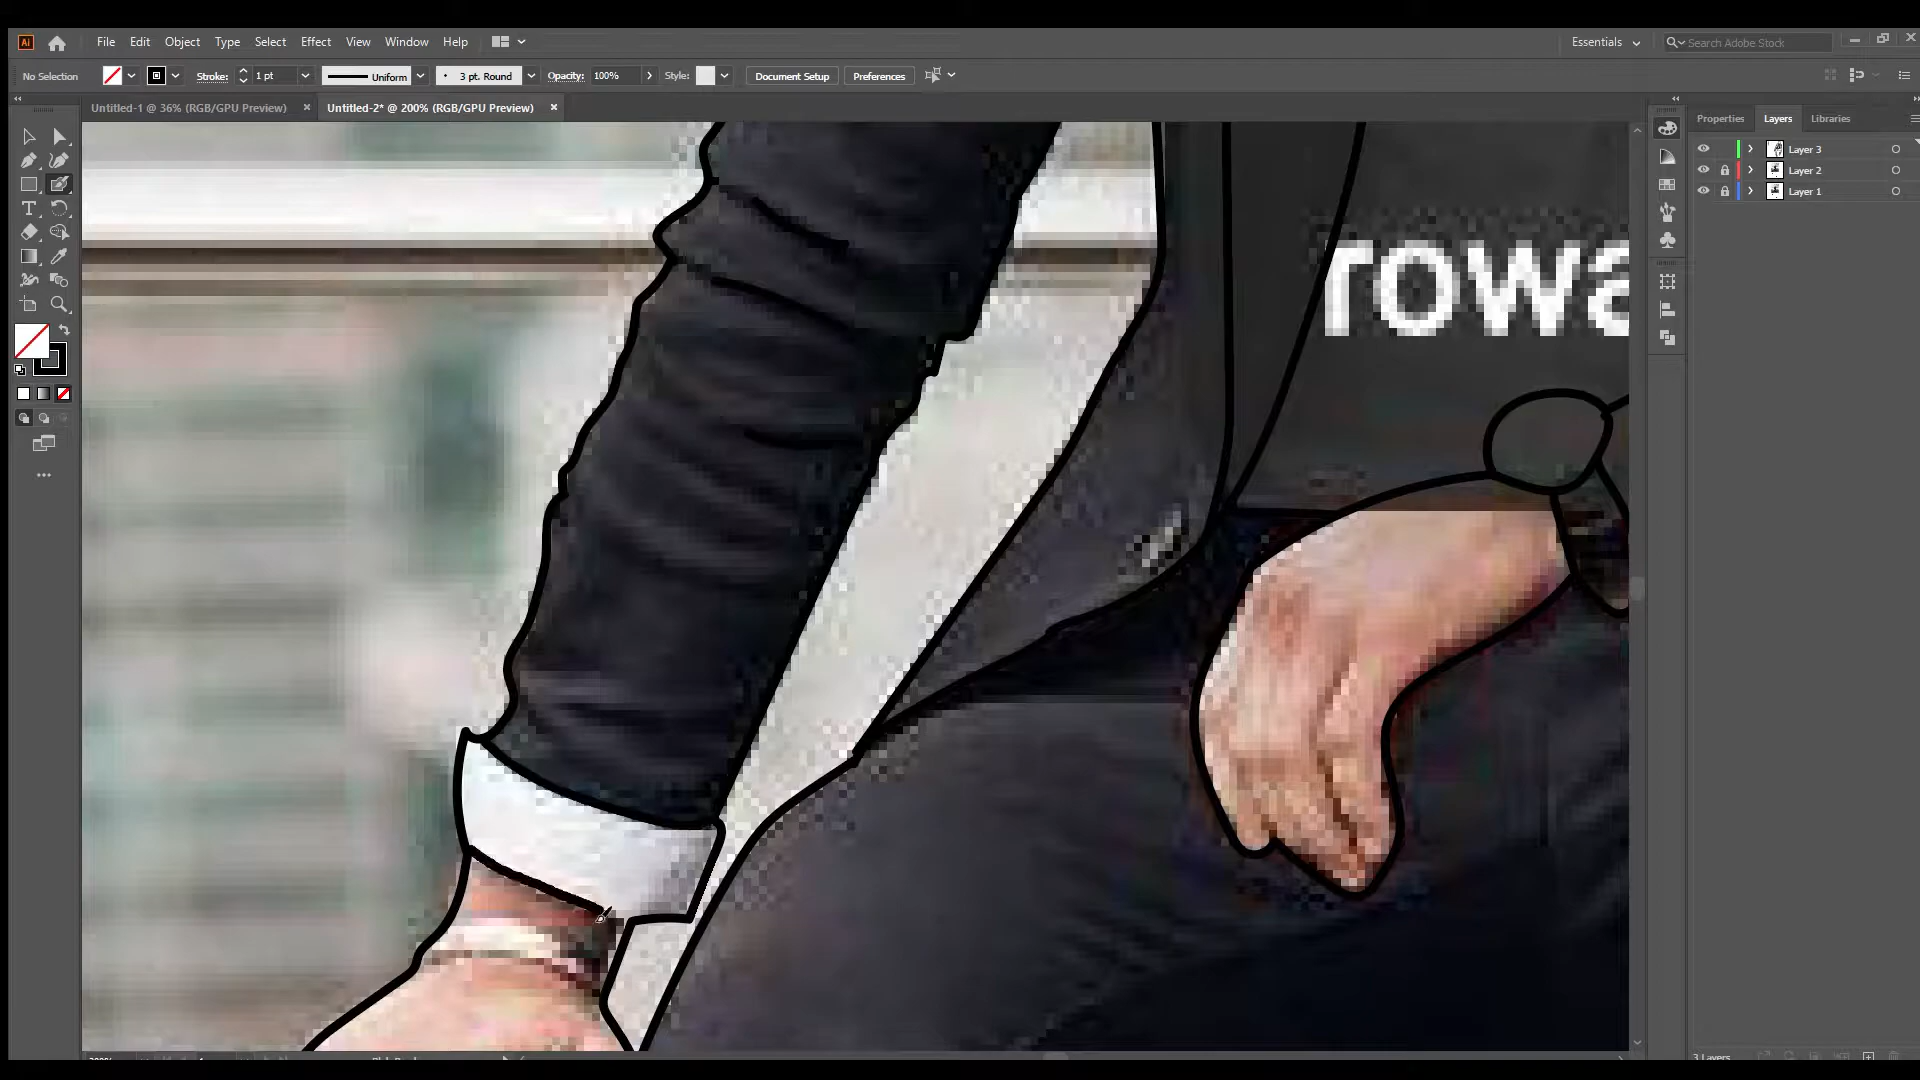 Ai File Edit Object Type Select Effect View Window Help Essentials Search Adobe Stock
No Selection Stroke: 1 pt Uniform 3 pt. Round Opacity: 100% Style: Document Setup Preferences
Untitled-1 @ 36% (RGB/GPU Preview) Untitled-2* @ 200% (RGB/GPU Preview)
Properties Layers Libraries
Layer 3
Layer 2
Layer 1
rowa
3 Layers